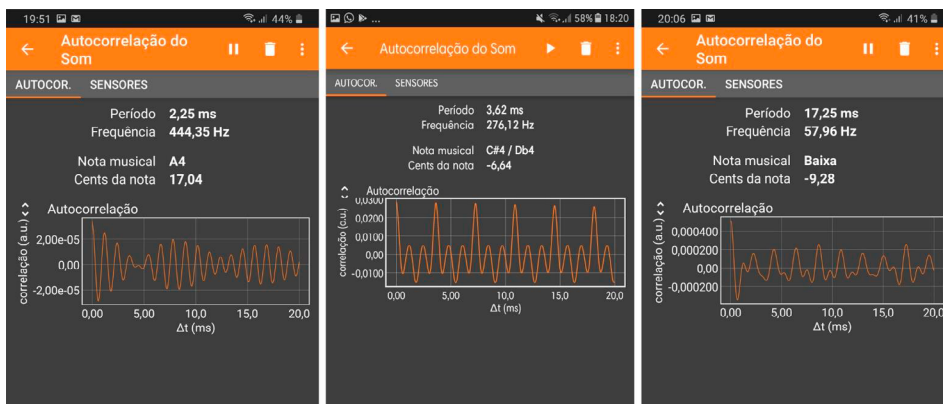 19:51 44%
Autocorrelação do
Som
AUTOCOR. SENSORES
Período 2,25 ms
Frequência 444,35 Hz
Nota musical A4
Cents da nota 17,04
Autocorrelação
correlação (a.u.)
2,00e-05
0,00
-2,00e-05
0,00 5,00 10,0 15,0 20,0
Δt (ms)
... 58% 18:20
Autocorrelação do Som
AUTOCOR. SENSORES
Período 3,62 ms
Frequência 276,12 Hz
Nota musical C#4 / Db4
Cents da nota -6,64
Autocorrelação
0,0300
0,0200
0,0100
0,00
-0,0100
0,00 5,00 10,0 15,0 20,0
Δt (ms)
20:06 41%
Autocorrelação do
Som
AUTOCOR. SENSORES
Período 17,25 ms
Frequência 57,96 Hz
Nota musical Baixa
Cents da nota -9,28
Autocorrelação
correlação (a.u.)
0,000400
0,000200
0,00
-0,000200
0,00 5,00 10,0 15,0 20,0
Δt (ms)